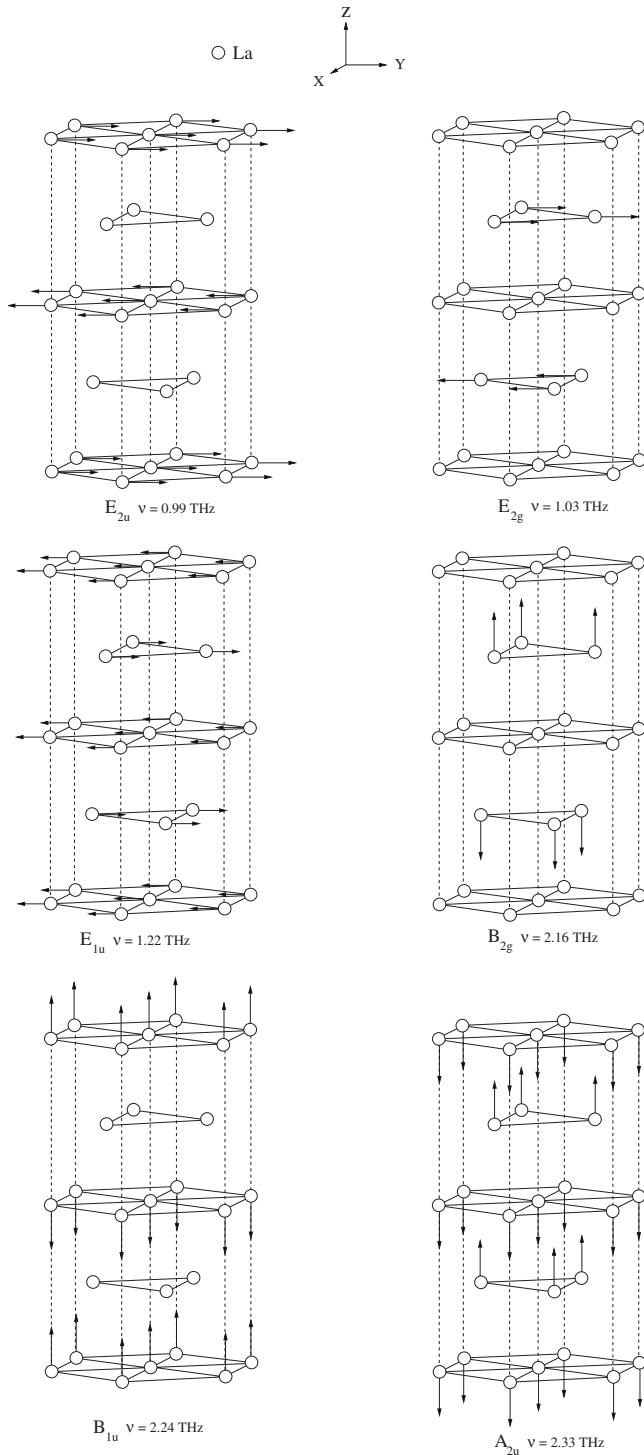 Z
La
Y
X
E2u ν = 0.99 THz
E2g ν = 1.03 THz
E1u ν = 1.22 THz
B2g ν = 2.16 THz
B1u ν = 2.24 THz
A2u ν = 2.33 THz